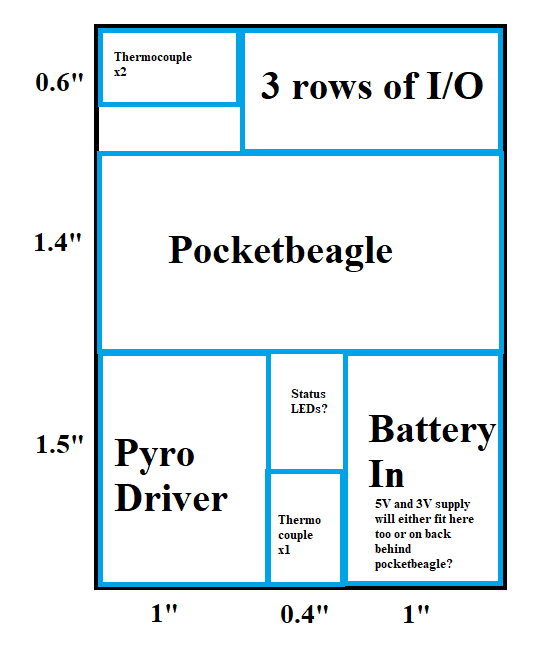 0.6"
Thermocouple
x2
3 rows of I/O
1.4"
Pocketbeagle
1.5"
Pyro
Driver
Status
LEDs?
Thermo
couple
x1
Battery
In
5V and 3V supply
will either fit here
too or on back
behind
pocketbeagle?
1"
0.4"
1"